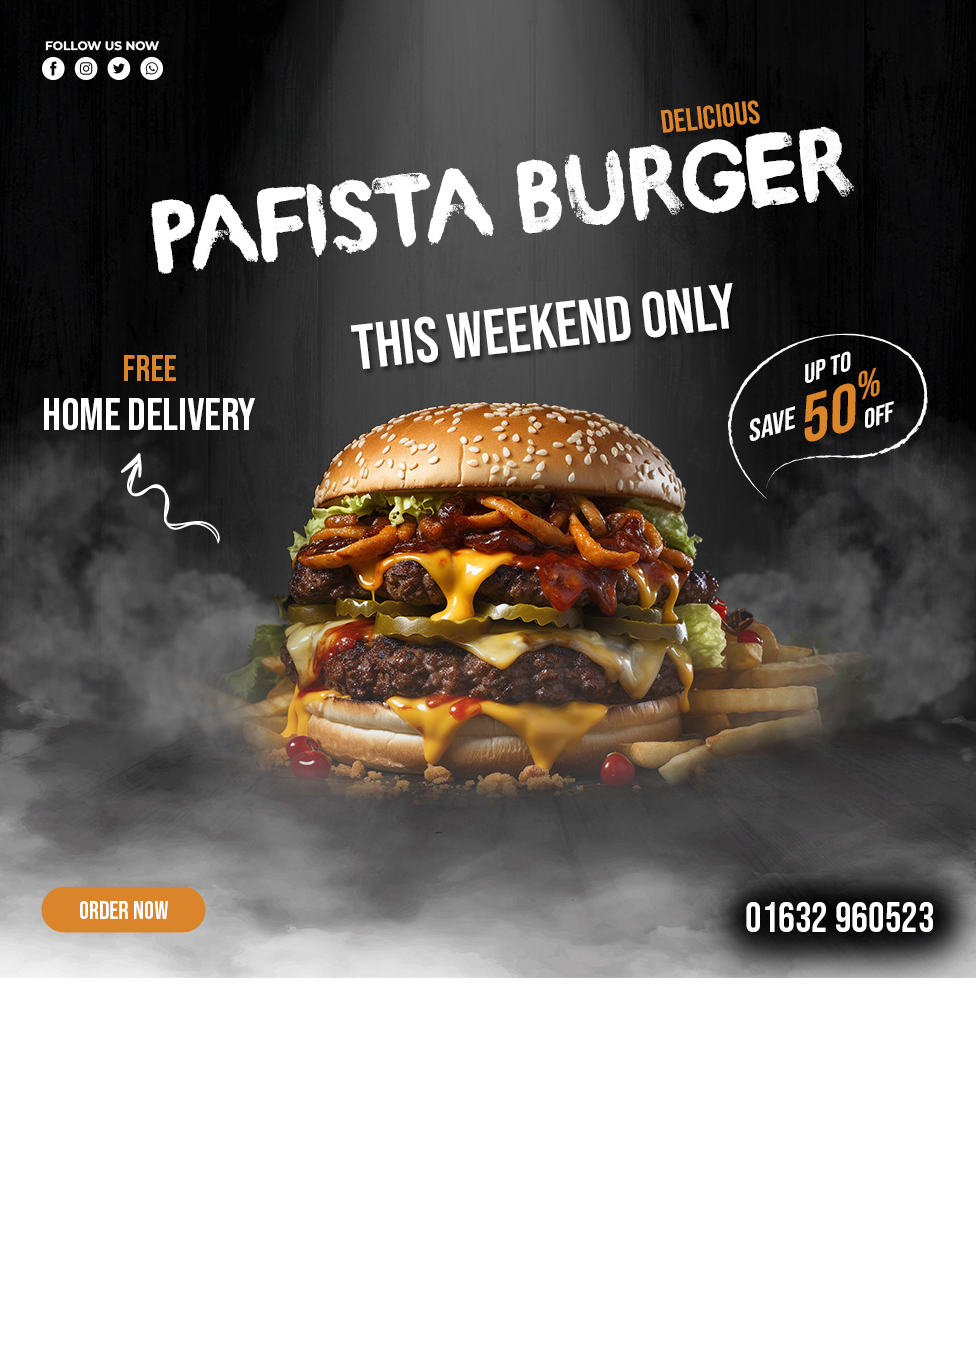 FOLLOW US NOW
DELICIOUS
PAFISTA BURGER
THIS WEEKEND ONLY
FREE
HOME DELIVERY
UP TO
SAVE 50% OFF
ORDER NOW
01632 960523